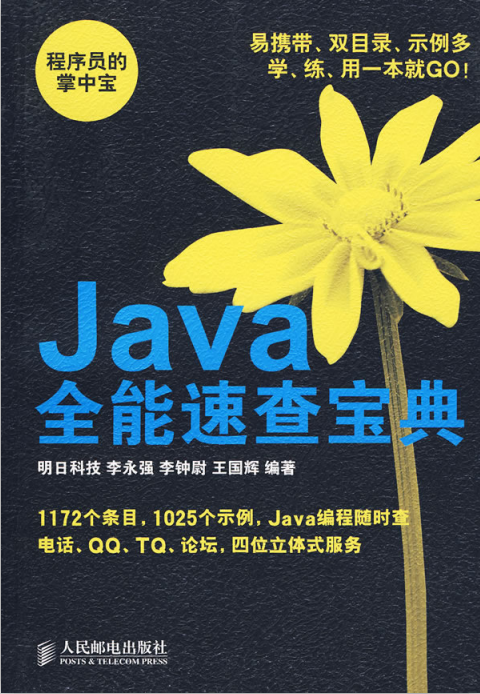 程序员的
掌中宝
易携带、双目录、示例多
学、练、用一本就GO!
Java
全能速查宝典
明日科技 李永强 李钟尉 王国辉 编著
1172个条目，1025个示例，Java编程随时查
电话、QQ、TQ、论坛，四位立体式服务
人民邮电出版社
POSTS & TELECOM PRESS